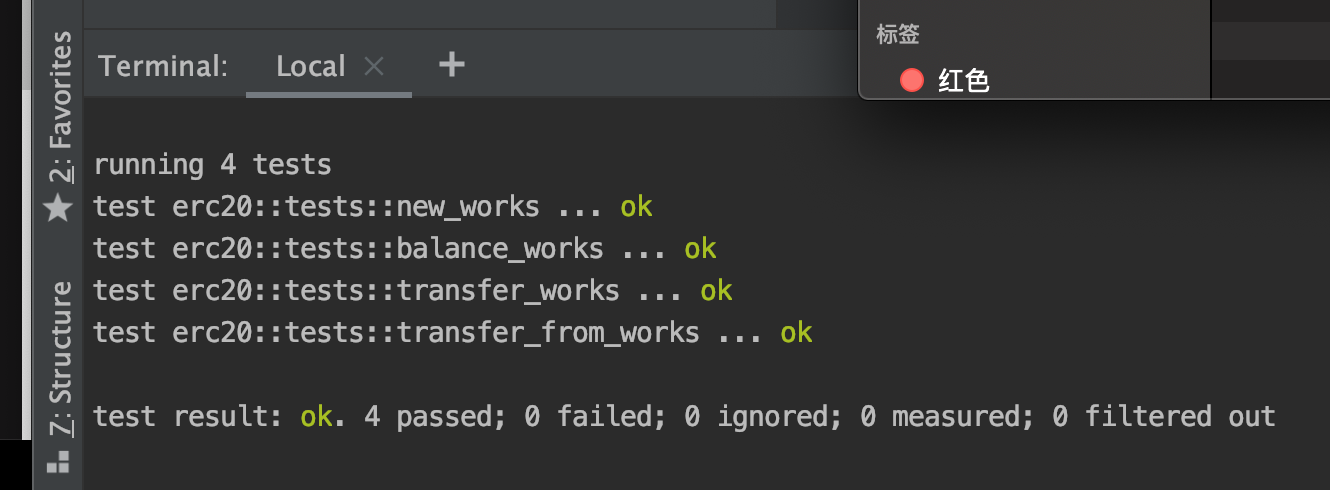 标签
红色
2: Favorites
7: Structure
Terminal: Local × +
running 4 tests
test erc20::tests::new_works ... ok
test erc20::tests::balance_works ... ok
test erc20::tests::transfer_works ... ok
test erc20::tests::transfer_from_works ... ok
test result: ok. 4 passed; 0 failed; 0 ignored; 0 measured; 0 filtered out